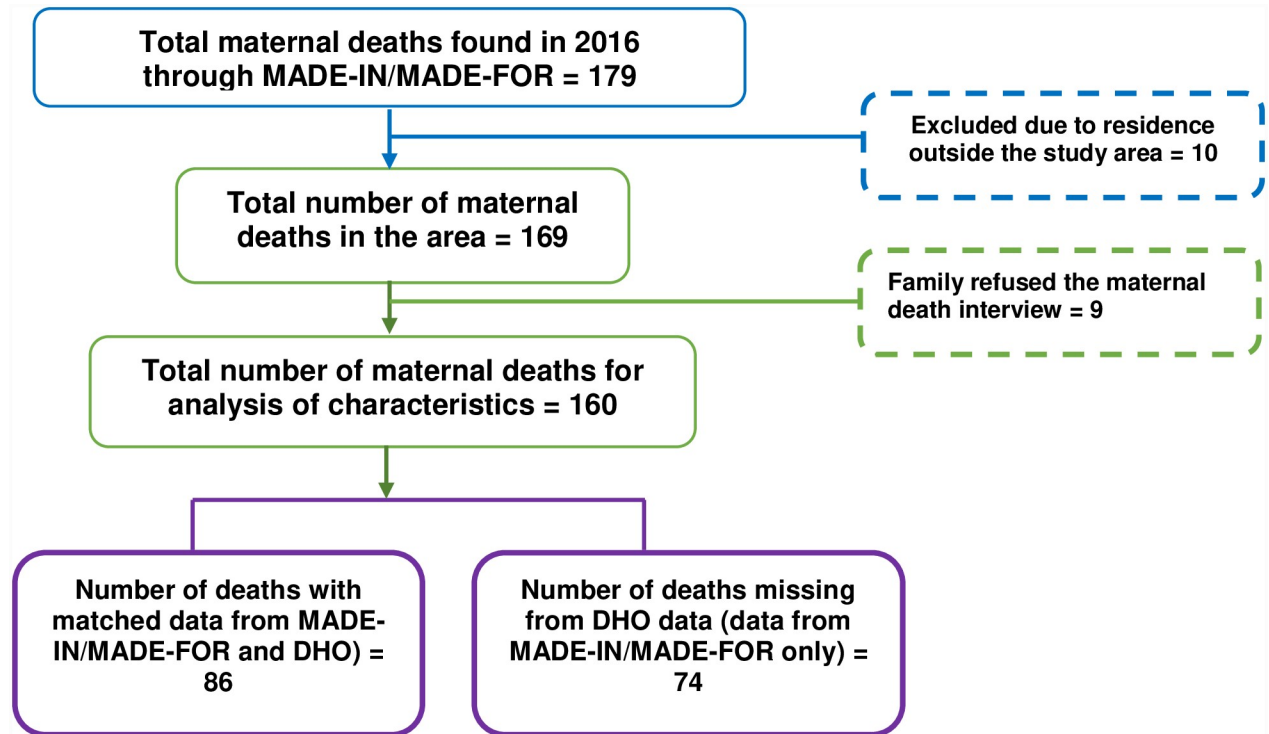 Total maternal deaths found in 2016
through MADE-IN/MADE-FOR = 179
Excluded due to residence
outside the study area = 10
Total number of maternal
deaths in the area = 169
Family refused the maternal
death interview = 9
Total number of maternal deaths for
analysis of characteristics = 160
Number of deaths with
matched data from MADE-
IN/MADE-FOR and DHO) =
86
Number of deaths missing
from DHO data (data from
MADE-IN/MADE-FOR only) =
74